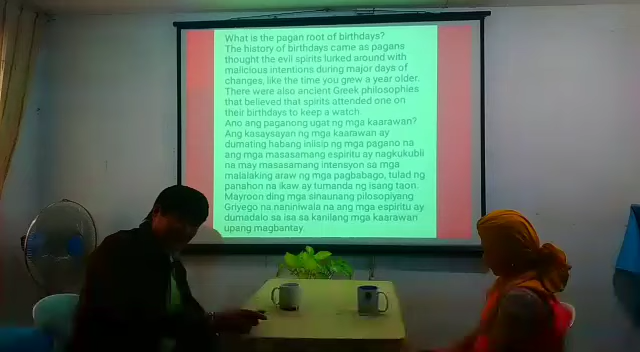 What is the pagan root of birthdays?
The history of birthdays came as pagans
thought the evil spirits lurked around with
malicious intentions during major days of
changes, like the time you grew a year older.
There were also ancient Greek philosophies
that believed that spirits attended one on
their birthdays to keep a watch.
Ano ang paganong ugat ng mga kaarawan?
Ang kasaysayan ng mga kaarawan ay
dumating habang iniisip ng mga pagano na
ang mga masasamang espiritu ay nagkukubli
na may masasamang intensyon sa mga
malalaking araw ng mga pagbabago, tulad ng
panahon na ikaw ay tumanda ng isang taon.
Mayroon ding mga sinaunang pilosopiyang
Griyego na naniniwala na ang mga espiritu ay
dumadalo sa isa sa kanilang mga kaarawan
upang magbantay.